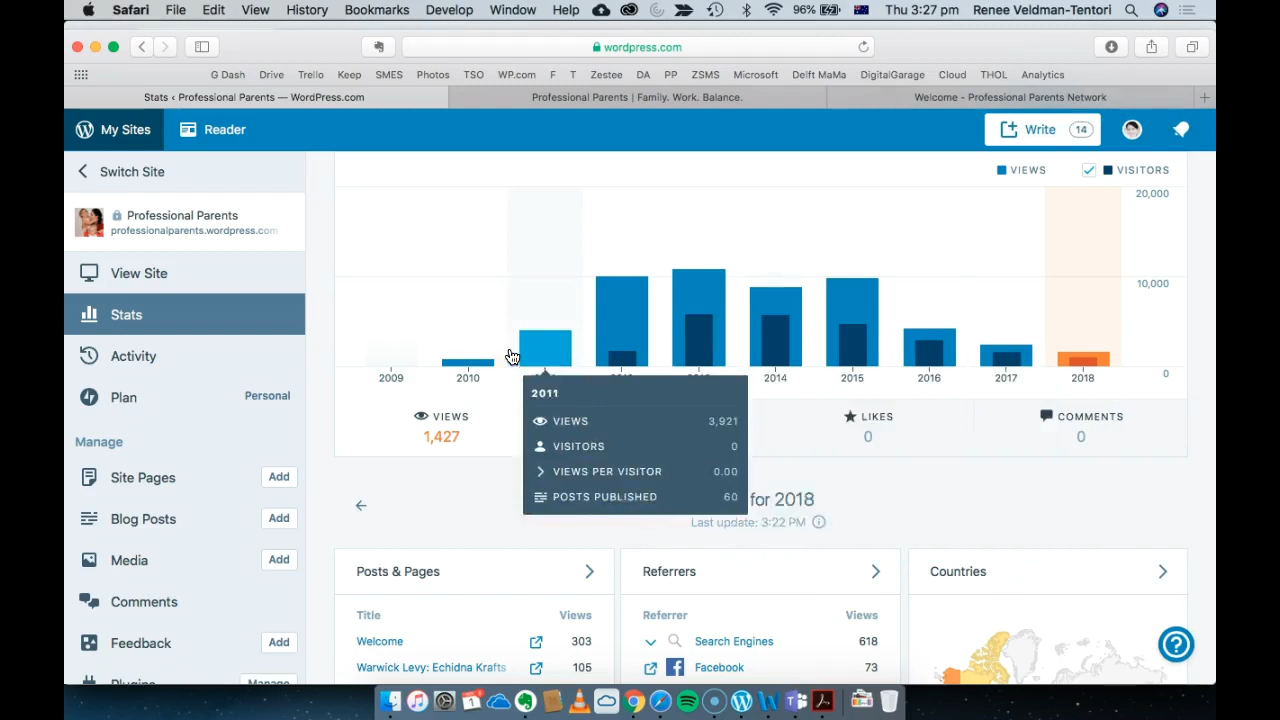 Safari File Edit View History Bookmarks Develop Window Help 96% Thu 3:27 pm Renee Veldman-Tentori
wordpress.com
G Dash Drive Trello Keep SMES Photos TSO WP.com F T Zestee DA PP ZSMS Microsoft Delft MaMa DigitalGarage Cloud THOL Analytics
Stats ‹ Professional Parents — WordPress.com Professional Parents | Family. Work. Balance. Welcome - Professional Parents Network
My Sites Reader Write 14
Switch Site
VIEWS VISITORS
20,000
Professional Parents
professionalparents.wordpress.com
View Site
10,000
Stats
Activity
0
2009 2010 2014 2015 2016 2017 2018
Plan Personal
2011
VIEWS 3,921
VISITORS 0
VIEWS PER VISITOR 0.00
POSTS PUBLISHED 60
VIEWS
1,427
LIKES
0
COMMENTS
0
Manage
Site Pages Add
Blog Posts Add
Media Add
Comments
Feedback Add
for 2018
Last update: 3:22 PM
Posts & Pages
Title Views
Welcome 303
Warwick Levy: Echidna Krafts 105
Referrers
Referrer Views
Search Engines 618
Facebook 73
Countries